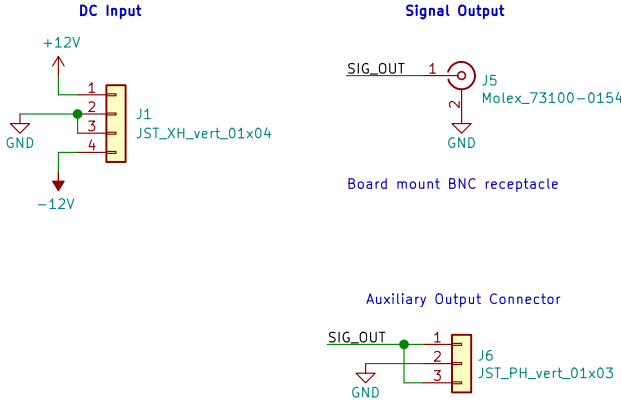 DC Input
+12V
1
2
3
4
J1
JST_XH_vert_01x04
GND
-12V
Signal Output
SIG_OUT
1
2
J5
Molex_73100-0154
GND
Board mount BNC receptacle
Auxiliary Output Connector
SIG_OUT
1
2
3
J6
JST_PH_vert_01x03
GND